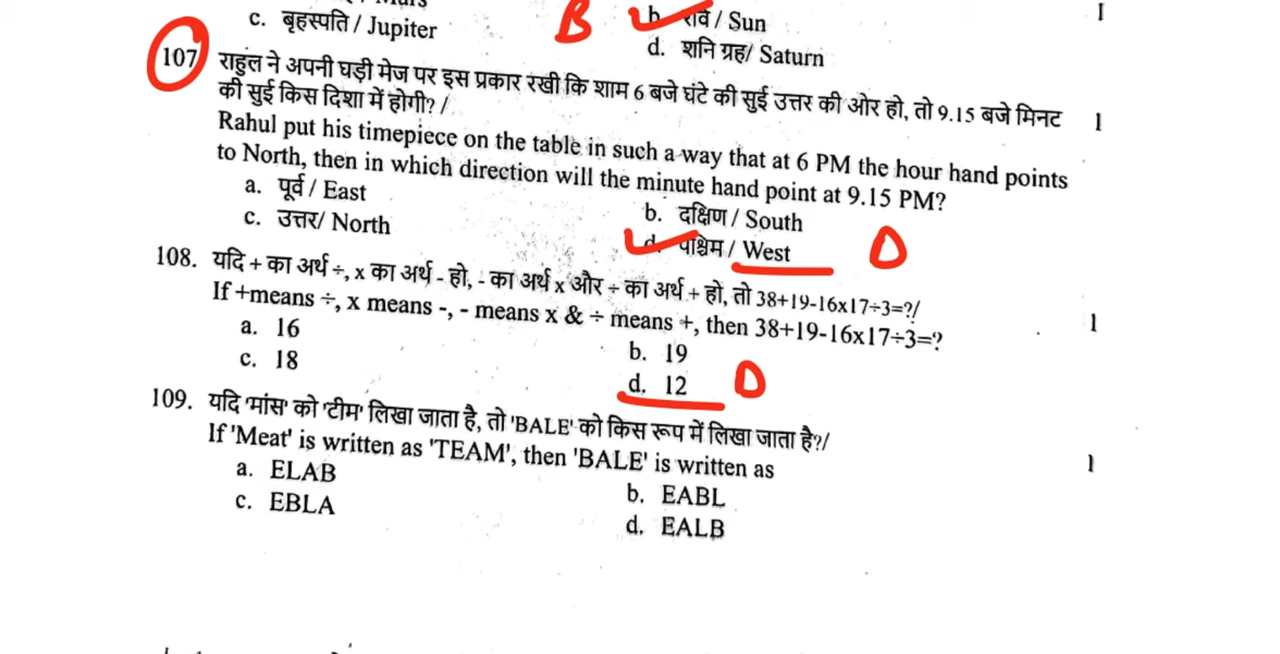 c. बृहस्पति / Jupiter
B
b. रवि / Sun
1
d. शनि ग्रह/ Saturn
107 राहुल ने अपनी घड़ी मेज पर इस प्रकार रखी कि शाम 6 बजे घंटे की सुई उत्तर की ओर हो, तो 9.15 बजे मिनट 1
की सुई किस दिशा में होगी? /
Rahul put his timepiece on the table in such a way that at 6 PM the hour hand points
to North, then in which direction will the minute hand point at 9.15 PM?
a. पूर्व / East
b. दक्षिण / South
c. उत्तर/ North
d. पश्चिम / West D
108. यदि + का अर्थ ÷, x का अर्थ - हो, - का अर्थ x और ÷ का अर्थ + हो, तो 38+19-16x17÷3=?/ 1
If +means ÷, x means -, - means x & ÷ means +, then 38+19-16x17÷3=?
a. 16
b. 19
c. 18
d. 12 D
109. यदि 'मांस' को 'टीम' लिखा जाता है, तो 'BALE' को किस रूप में लिखा जाता है?/ 1
If 'Meat' is written as 'TEAM', then 'BALE' is written as
a. ELAB
b. EABL
c. EBLA
d. EALB